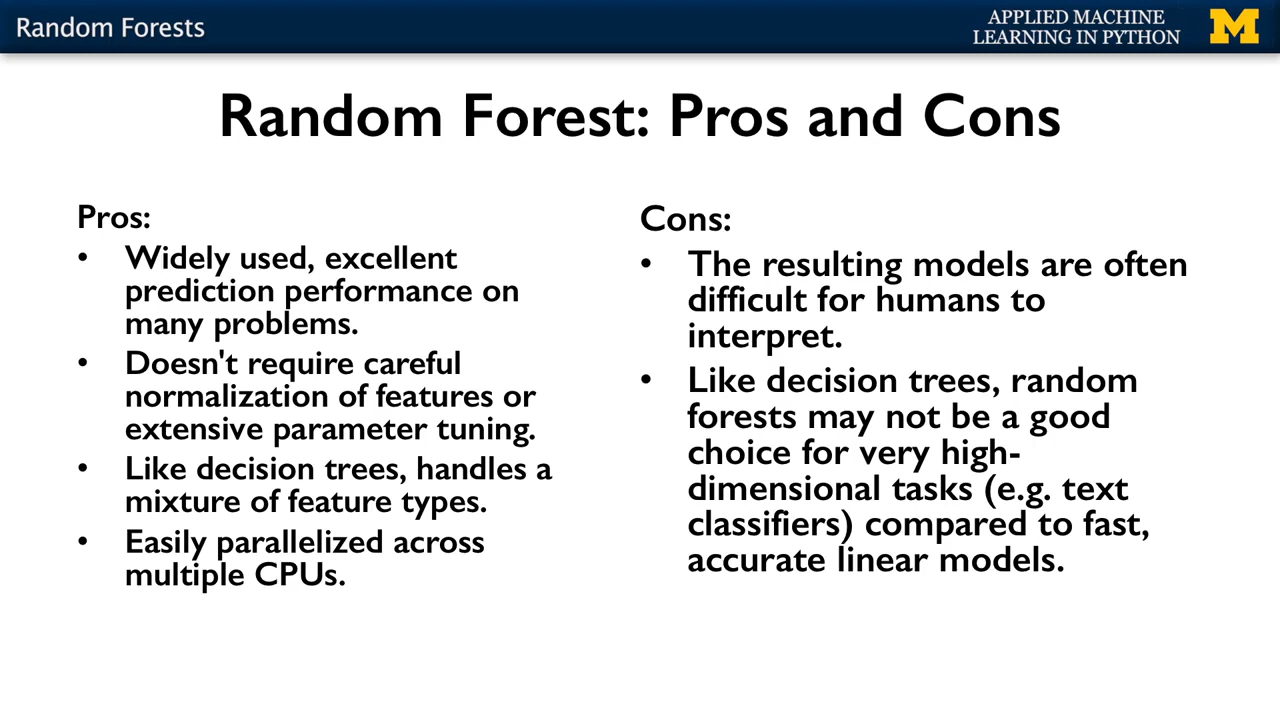 Random Forests
APPLIED MACHINE
LEARNING IN PYTHON
M
Random Forest: Pros and Cons
Pros:
• Widely used, excellent
prediction performance on
many problems.
• Doesn't require careful
normalization of features or
extensive parameter tuning.
• Like decision trees, handles a
mixture of feature types.
• Easily parallelized across
multiple CPUs.
Cons:
• The resulting models are often
difficult for humans to
interpret.
• Like decision trees, random
forests may not be a good
choice for very high-
dimensional tasks (e.g. text
classifiers) compared to fast,
accurate linear models.